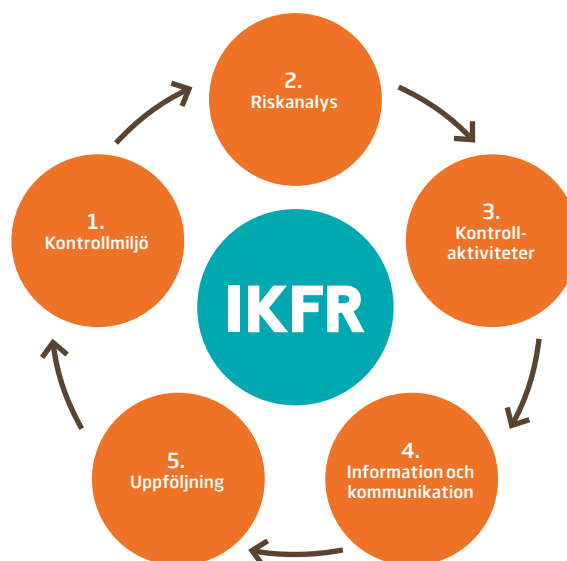 1.
Kontrollmiljö
2.
Riskanalys
3.
Kontroll-
aktiviteter
4.
Information och
kommunikation
5.
Uppföljning
IKFR